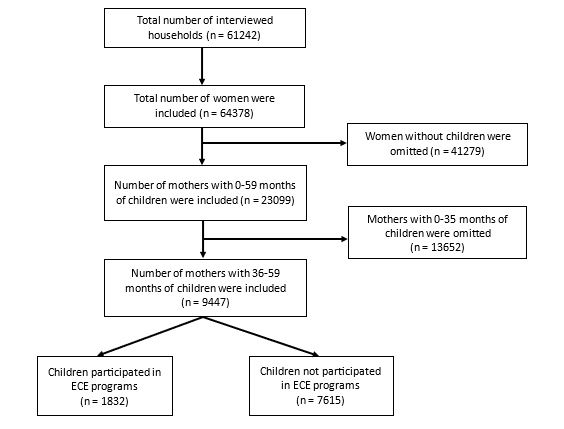 Total number of interviewed
households (n = 61242)
Total number of women were
included (n = 64378)
Women without children were
omitted (n = 41279)
Number of mothers with 0-59 months
of children were included (n = 23099)
Mothers with 0-35 months of
children were omitted
(n = 13652)
Number of mothers with 36-59
months of children were included
(n = 9447)
Children participated in
ECE programs
(n = 1832)
Children not participated
in ECE programs
(n = 7615)